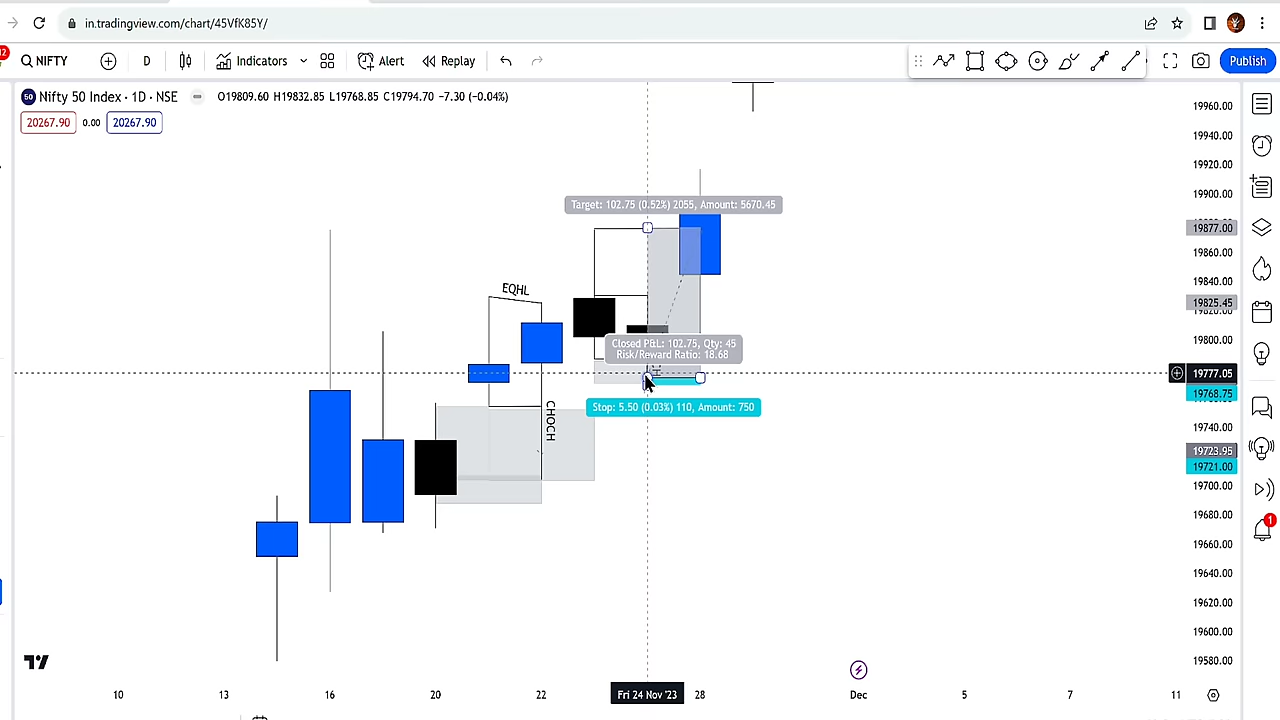 in.tradingview.com/chart/45VfK85Y/
12
NIFTY
D
Indicators
Alert
Replay
Publish
50 Nifty 50 Index · 1D · NSE
O19809.60 H19832.85 L19768.85 C19794.70 −7.30 (−0.04%)
20267.90 0.00 20267.90
Target: 102.75 (0.52%) 2055, Amount: 5670.45
EQHL
Closed P&L: 102.75, Qty: 45
Risk/Reward Ratio: 18.68
Stop: 5.50 (0.03%) 110, Amount: 750
CHOCH
19960.00
19940.00
19920.00
19900.00
19877.00
19860.00
19840.00
19825.45
19820.00
19800.00
19777.05
19768.75
19740.00
19723.95
19721.00
19700.00
19680.00
19660.00
19640.00
19620.00
19600.00
19580.00
1
10 13 16 20 22 Fri 24 Nov '23 28 Dec 5 7 11